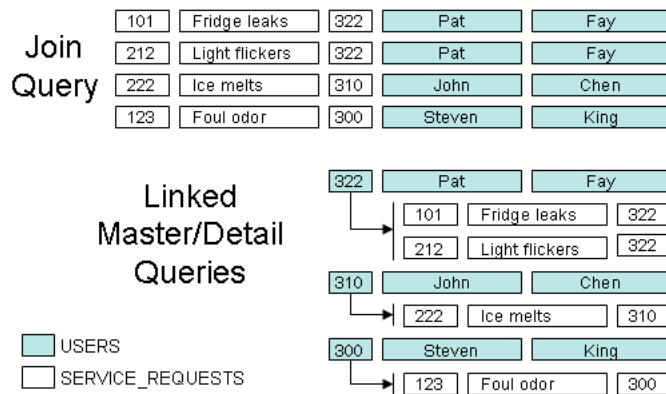 Join Query
101 Fridge leaks 322 Pat Fay
212 Light flickers 322 Pat Fay
222 Ice melts 310 John Chen
123 Foul odor 300 Steven King
Linked
Master/Detail
Queries
322 Pat Fay
101 Fridge leaks 322
212 Light flickers 322
310 John Chen
222 Ice melts 310
300 Steven King
123 Foul odor 300
USERS
SERVICE_REQUESTS